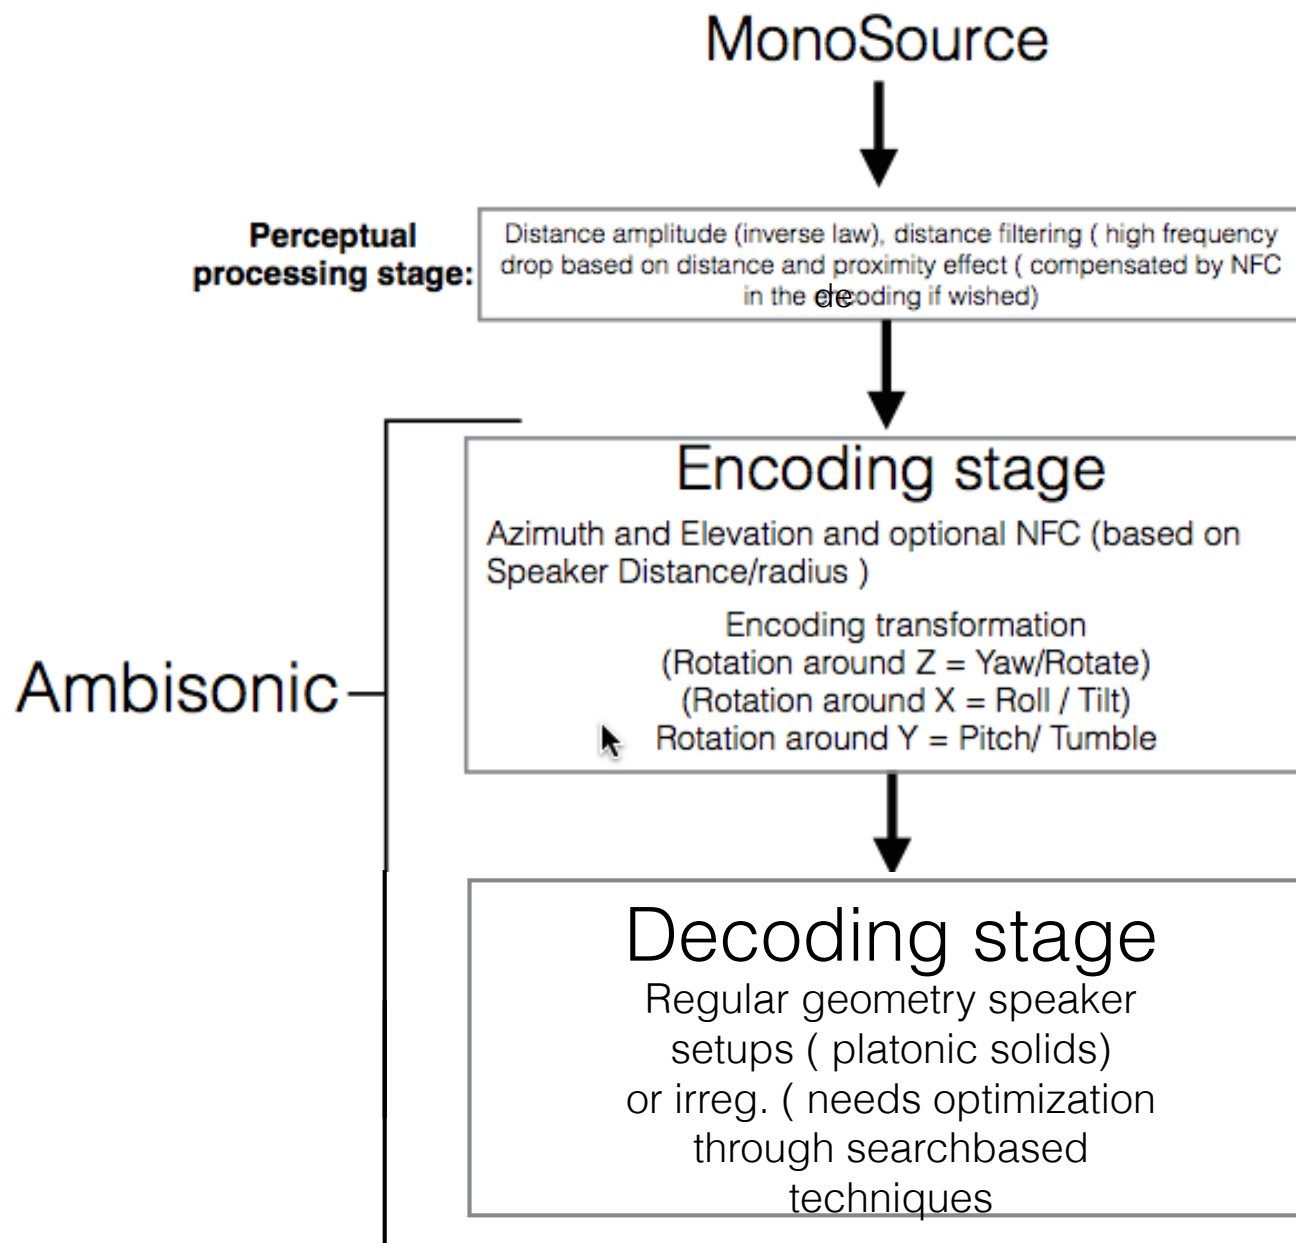 MonoSource
Perceptual
processing stage:
Distance amplitude (inverse law), distance filtering ( high frequency
drop based on distance and proximity effect ( compensated by NFC
in the decoding if wished)
Encoding stage
Azimuth and Elevation and optional NFC (based on
Speaker Distance/radius )
Encoding transformation
(Rotation around Z = Yaw/Rotate)
(Rotation around X = Roll / Tilt)
Rotation around Y = Pitch/ Tumble
Ambisonic
Decoding stage
Regular geometry speaker
setups ( platonic solids)
or irreg. ( needs optimization
through searchbased
techniques